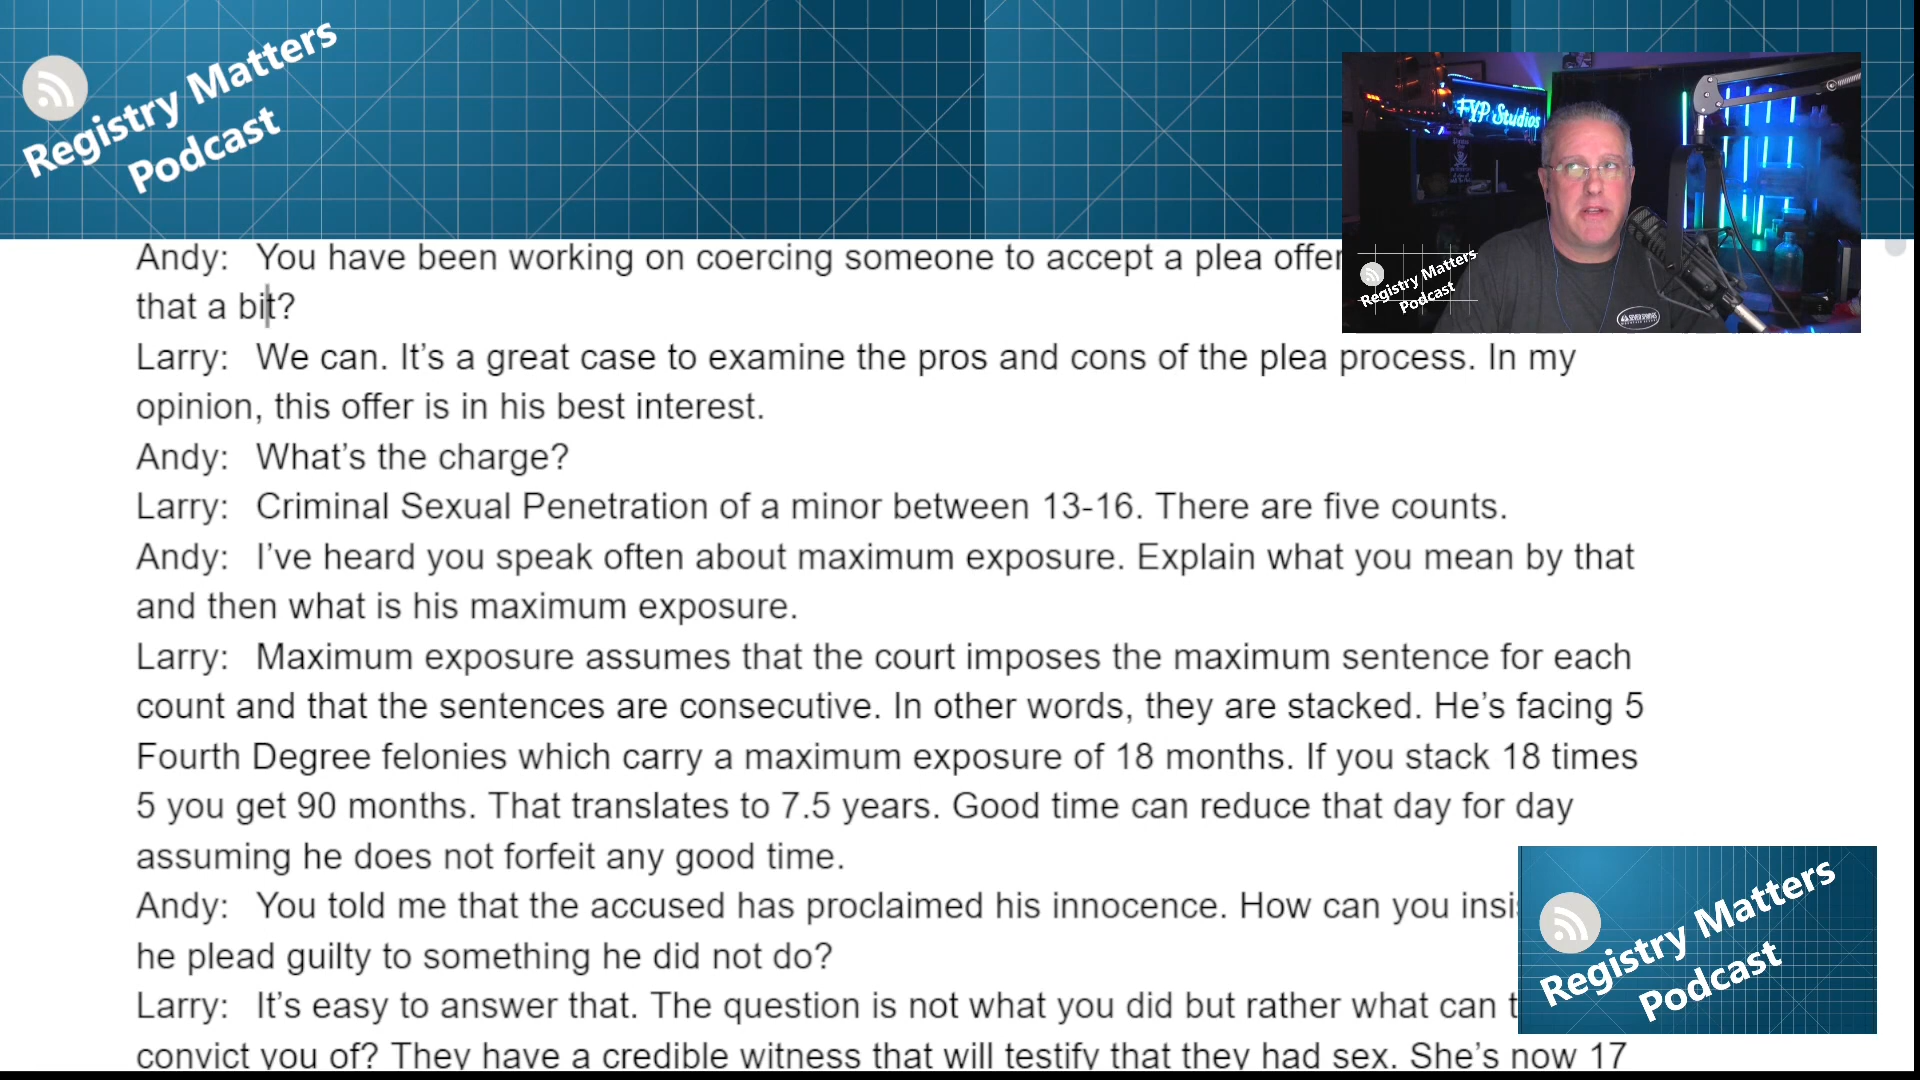 Registry Matters
Podcast
FYP Studios
Registry Matters
Podcast
Andy: You have been working on coercing someone to accept a plea offer
that a bit?
Larry: We can. It’s a great case to examine the pros and cons of the plea process. In my
opinion, this offer is in his best interest.
Andy: What’s the charge?
Larry: Criminal Sexual Penetration of a minor between 13-16. There are five counts.
Andy: I’ve heard you speak often about maximum exposure. Explain what you mean by that
and then what is his maximum exposure.
Larry: Maximum exposure assumes that the court imposes the maximum sentence for each
count and that the sentences are consecutive. In other words, they are stacked. He’s facing 5
Fourth Degree felonies which carry a maximum exposure of 18 months. If you stack 18 times
5 you get 90 months. That translates to 7.5 years. Good time can reduce that day for day
assuming he does not forfeit any good time.
Andy: You told me that the accused has proclaimed his innocence. How can you
he plead guilty to something he did not do?
Larry: It’s easy to answer that. The question is not what you did but rather what can
convict you of? They have a credible witness that will testify that they had sex. She’s now 17
Registry Matters
Podcast